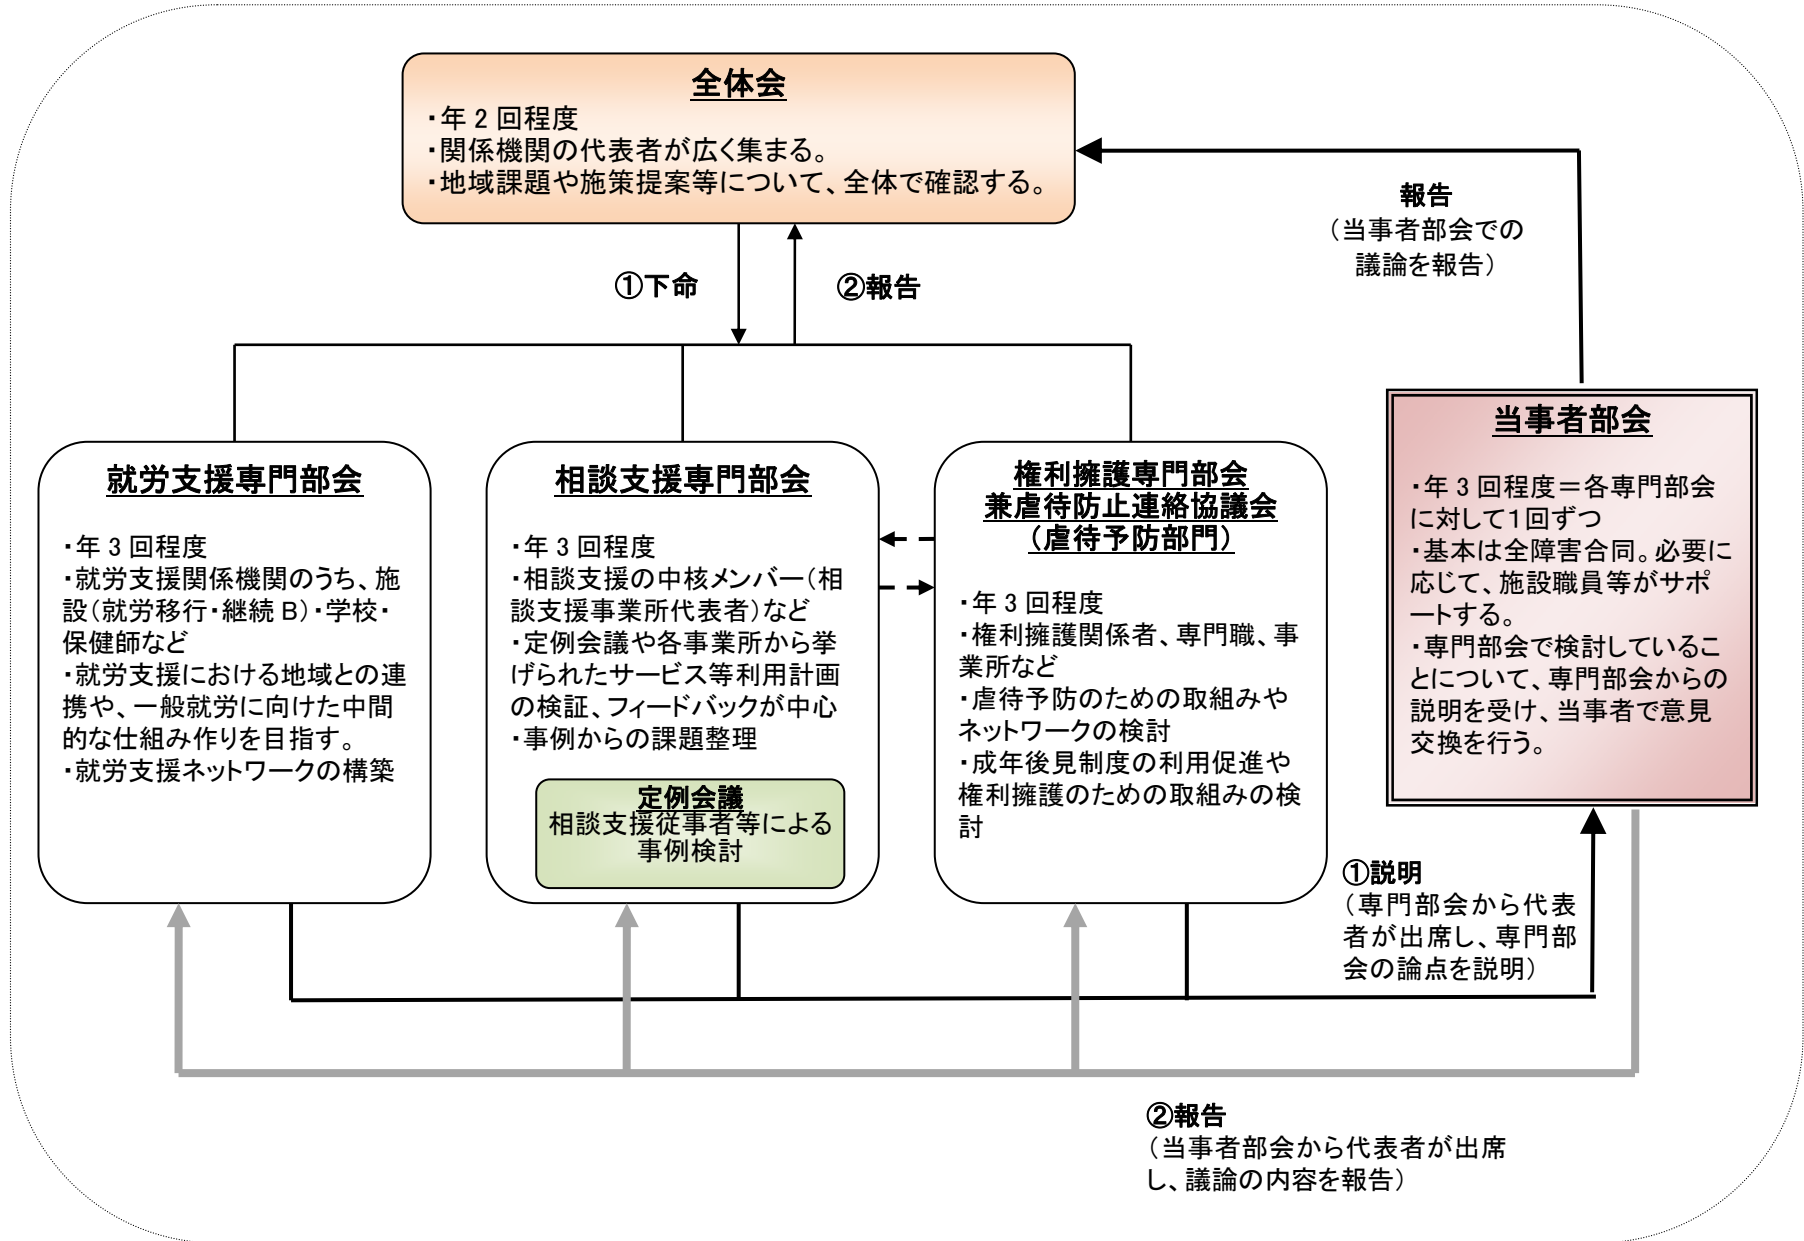 全体会
・年 2 回程度
・関係機関の代表者が広く集まる。
・地域課題や施策提案等について、全体で確認する。
報告
（当事者部会での
議論を報告）
①下命
②報告
就労支援専門部会
・年 3 回程度
・就労支援関係機関のうち、施
設（就労移行・継続 B）・学校・
保健師など
・就労支援における地域との連
携や、一般就労に向けた中間
的な仕組み作りを目指す。
・就労支援ネットワークの構築
相談支援専門部会
・年 3 回程度
・相談支援の中核メンバー（相
談支援事業所代表者）など
・定例会議や各事業所から挙
げられたサービス等利用計画
の検証、フィードバックが中心
・事例からの課題整理
定例会議
相談支援従事者等による
事例検討
権利擁護専門部会
兼虐待防止連絡協議会
（虐待予防部門）
・年 3 回程度
・権利擁護関係者、専門職、事
業所など
・虐待予防のための取組みや
ネットワークの検討
・成年後見制度の利用促進や
権利擁護のための取組みの検
討
当事者部会
・年 3 回程度＝各専門部会
に対して１回ずつ
・基本は全障害合同。必要に
応じて、施設職員等がサポ
ートする。
・専門部会で検討しているこ
とについて、専門部会からの
説明を受け、当事者で意見
交換を行う。
①説明
（専門部会から代表
者が出席し、専門部
会の論点を説明）
②報告
（当事者部会から代表者が出席
し、議論の内容を報告）